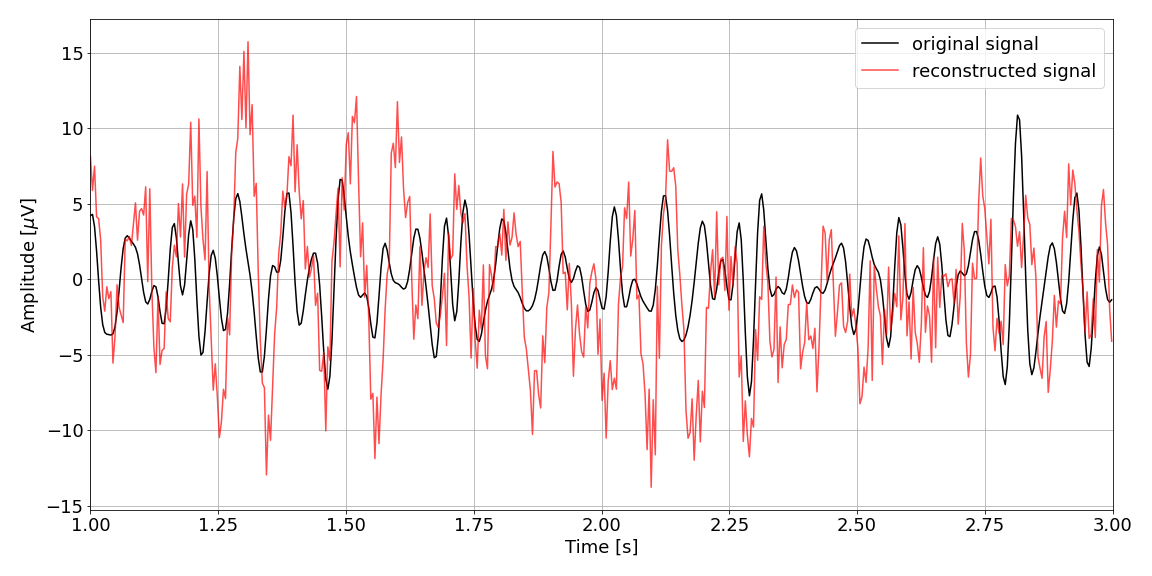 original signal
reconstructed signal
Amplitude [μV]
15
10
5
0
−5
−10
−15
1.00 1.25 1.50 1.75 2.00 2.25 2.50 2.75 3.00
Time [s]